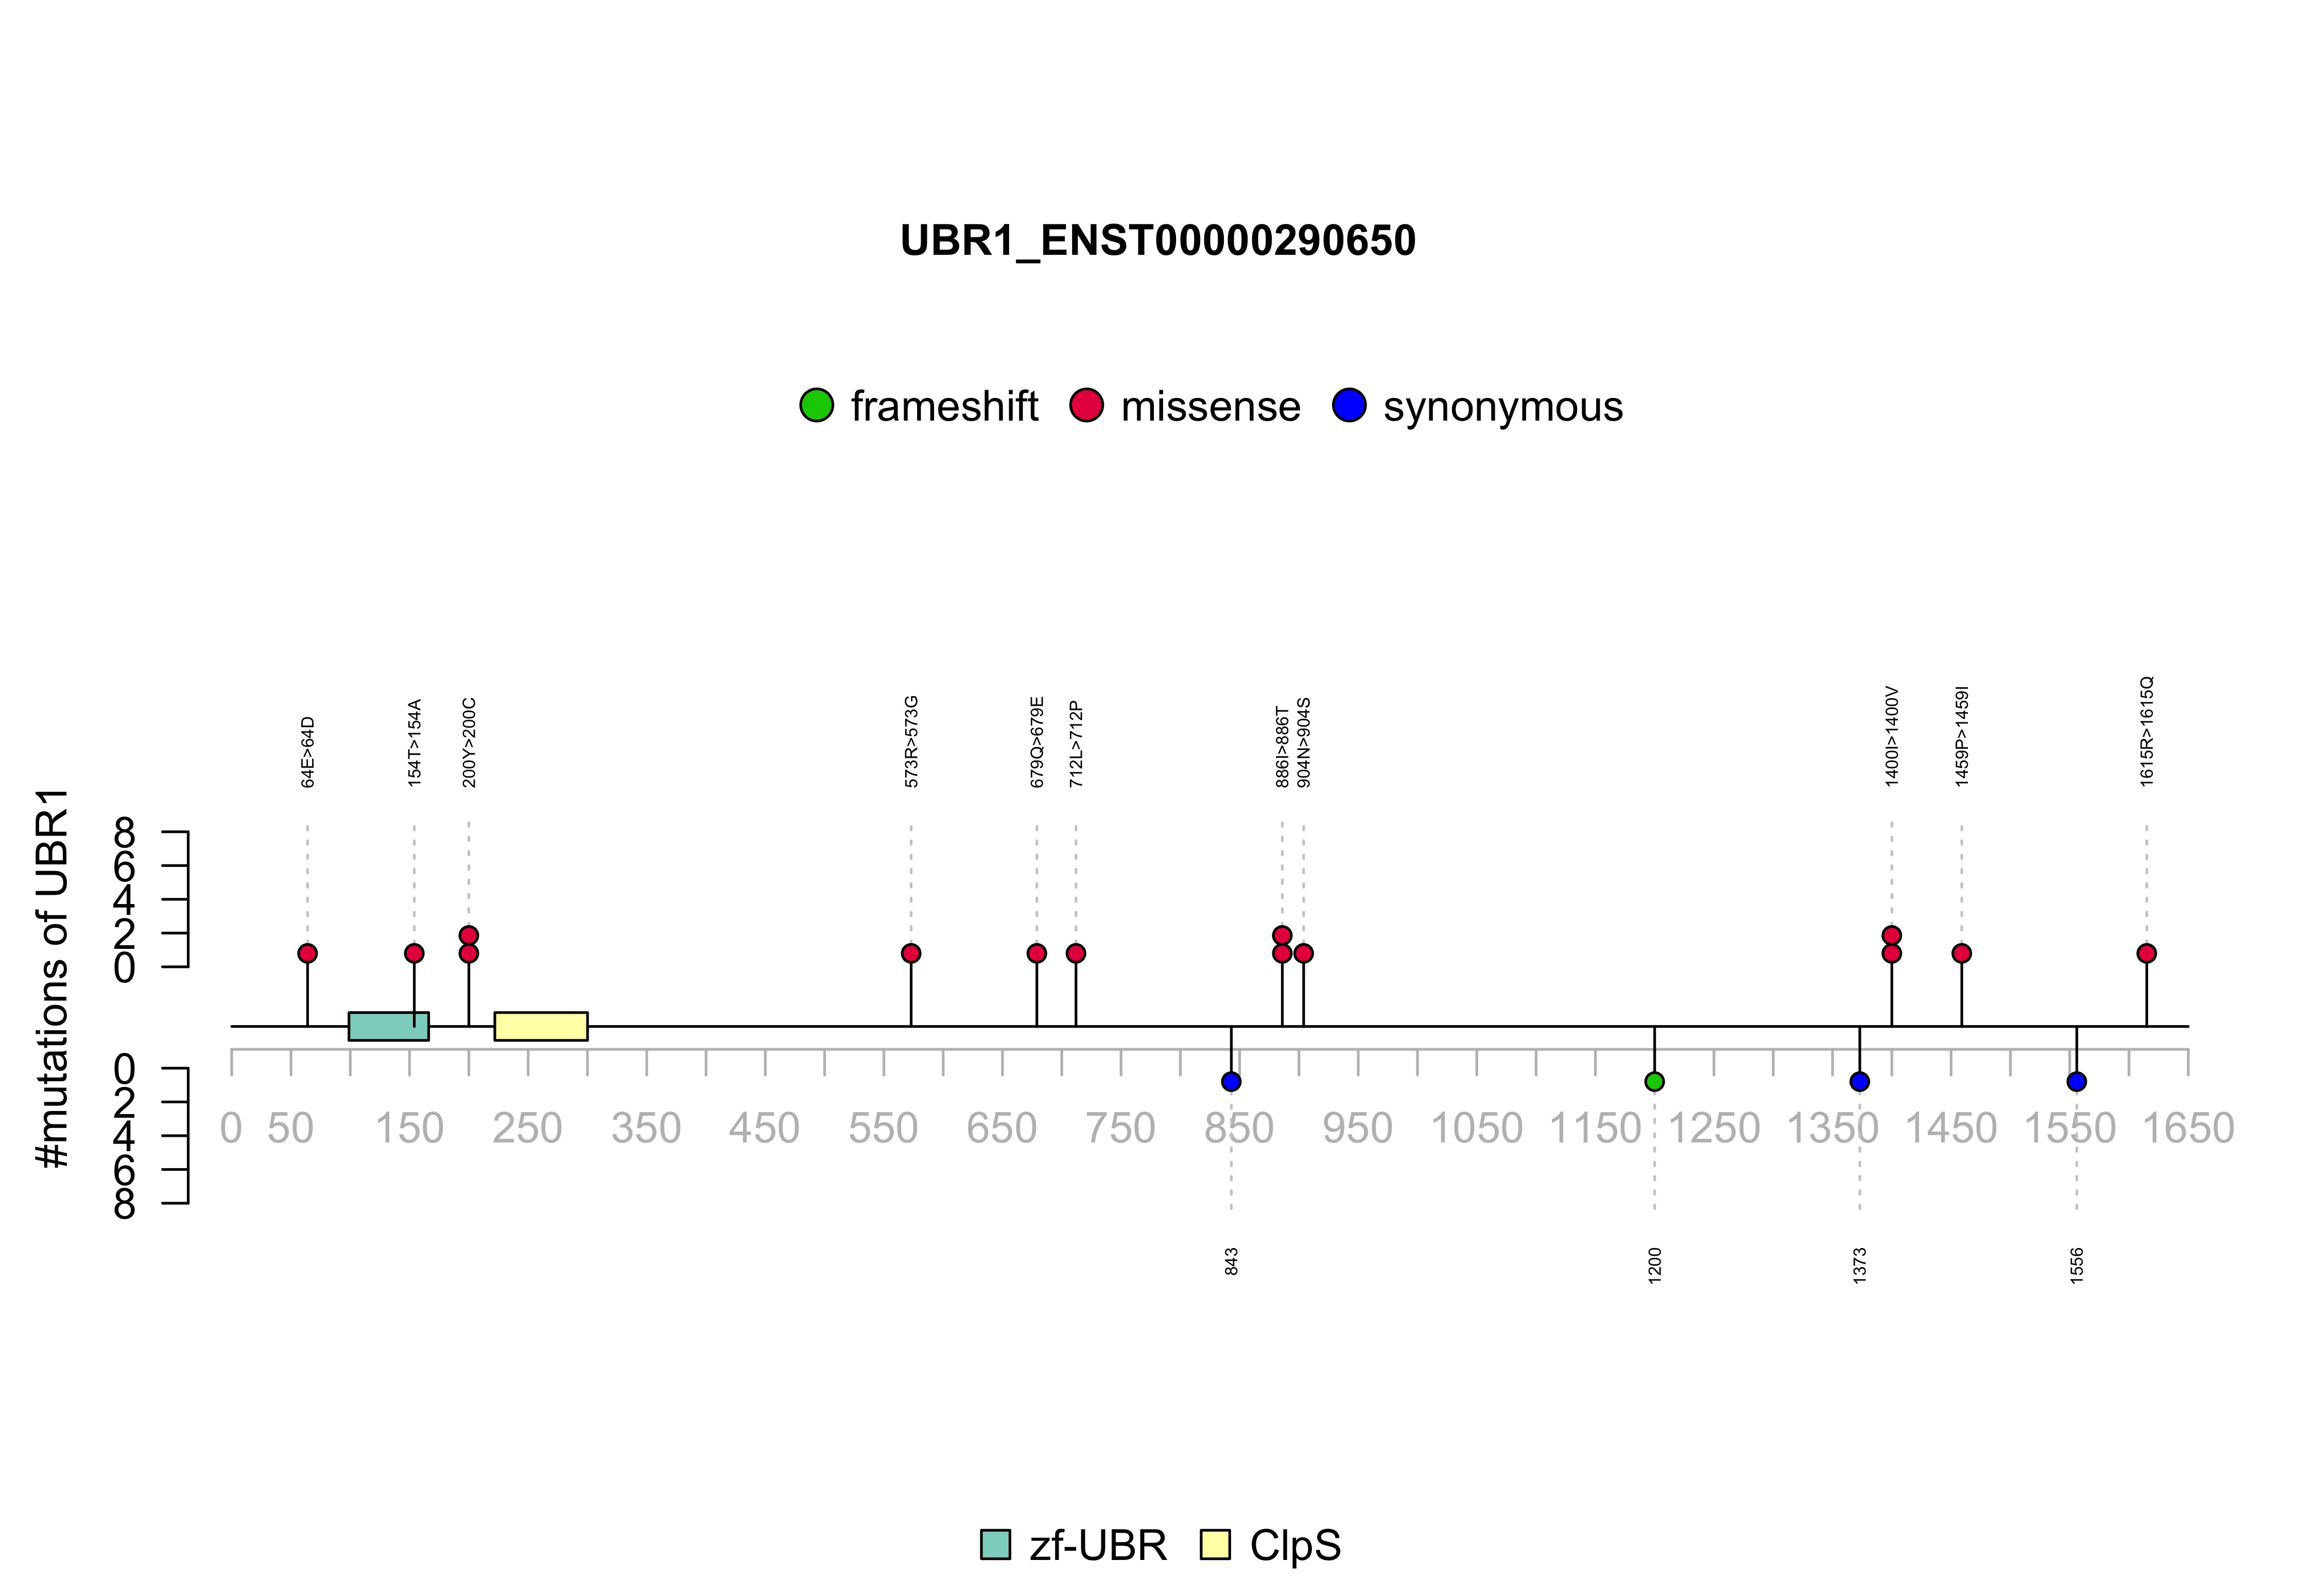 UBR1_ENST00000290650
frameshift missense synonymous
64E>64D
154T>154A
200Y>200C
573R>573G
679Q>679E
712L>712P
886I>886T
904N>904S
1400I>1400V
1459P>1459I
1615R>1615Q
#mutations of UBR1
8
6
4
2
0
0
2
4
6
8
0 50 150 250 350 450 550 650 750 850 950 1050 1150 1250 1350 1450 1550 1650
843
1200
1373
1556
zf-UBR ClpS